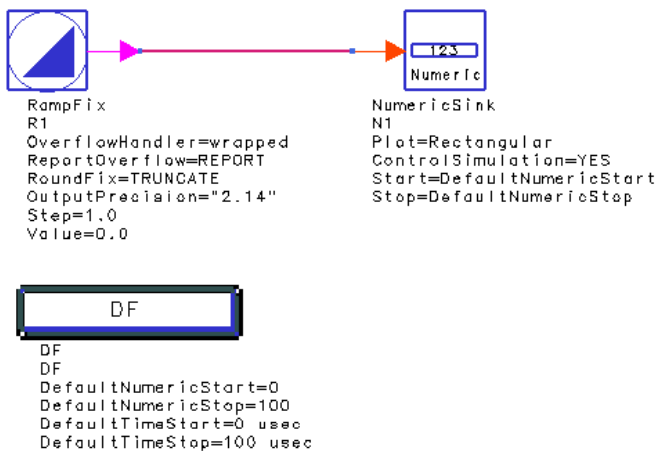 123
Numeric
RampFix
R1
OverflowHandler=wrapped
ReportOverflow=REPORT
RoundFix=TRUNCATE
OutputPrecision="2.14"
Step=1.0
Value=0.0
NumericSink
N1
Plot=Rectangular
ControlSimulation=YES
Start=DefaultNumericStart
Stop=DefaultNumericStop
DF
DF
DF
DefaultNumericStart=0
DefaultNumericStop=100
DefaultTimeStart=0 usec
DefaultTimeStop=100 usec